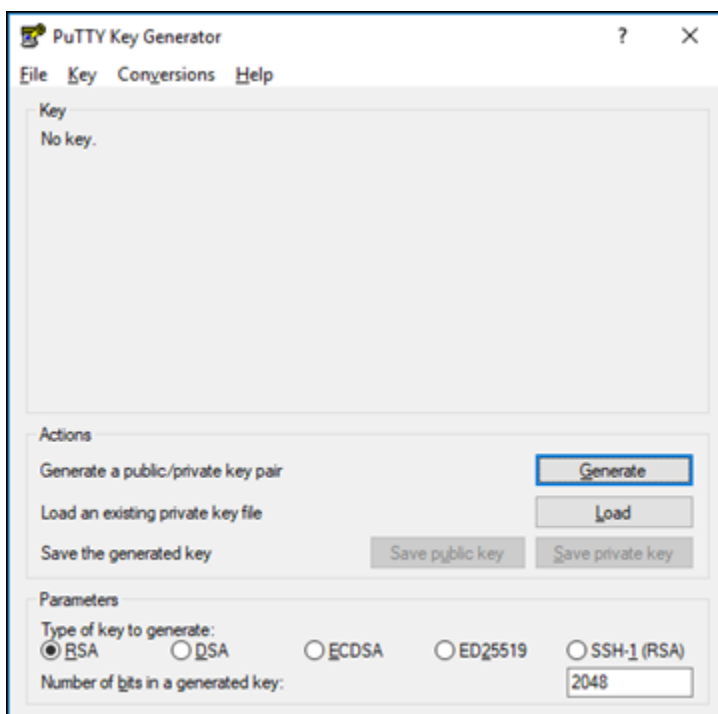 PuTTY Key Generator ?
File Key Conversions Help
Key
No key.
Actions
Generate a public/private key pair Generate
Load an existing private key file Load
Save the generated key Save public key Save private key
Parameters
Type of key to generate:
RSA DSA ECDSA ED25519 SSH-1 (RSA)
Number of bits in a generated key: 2048